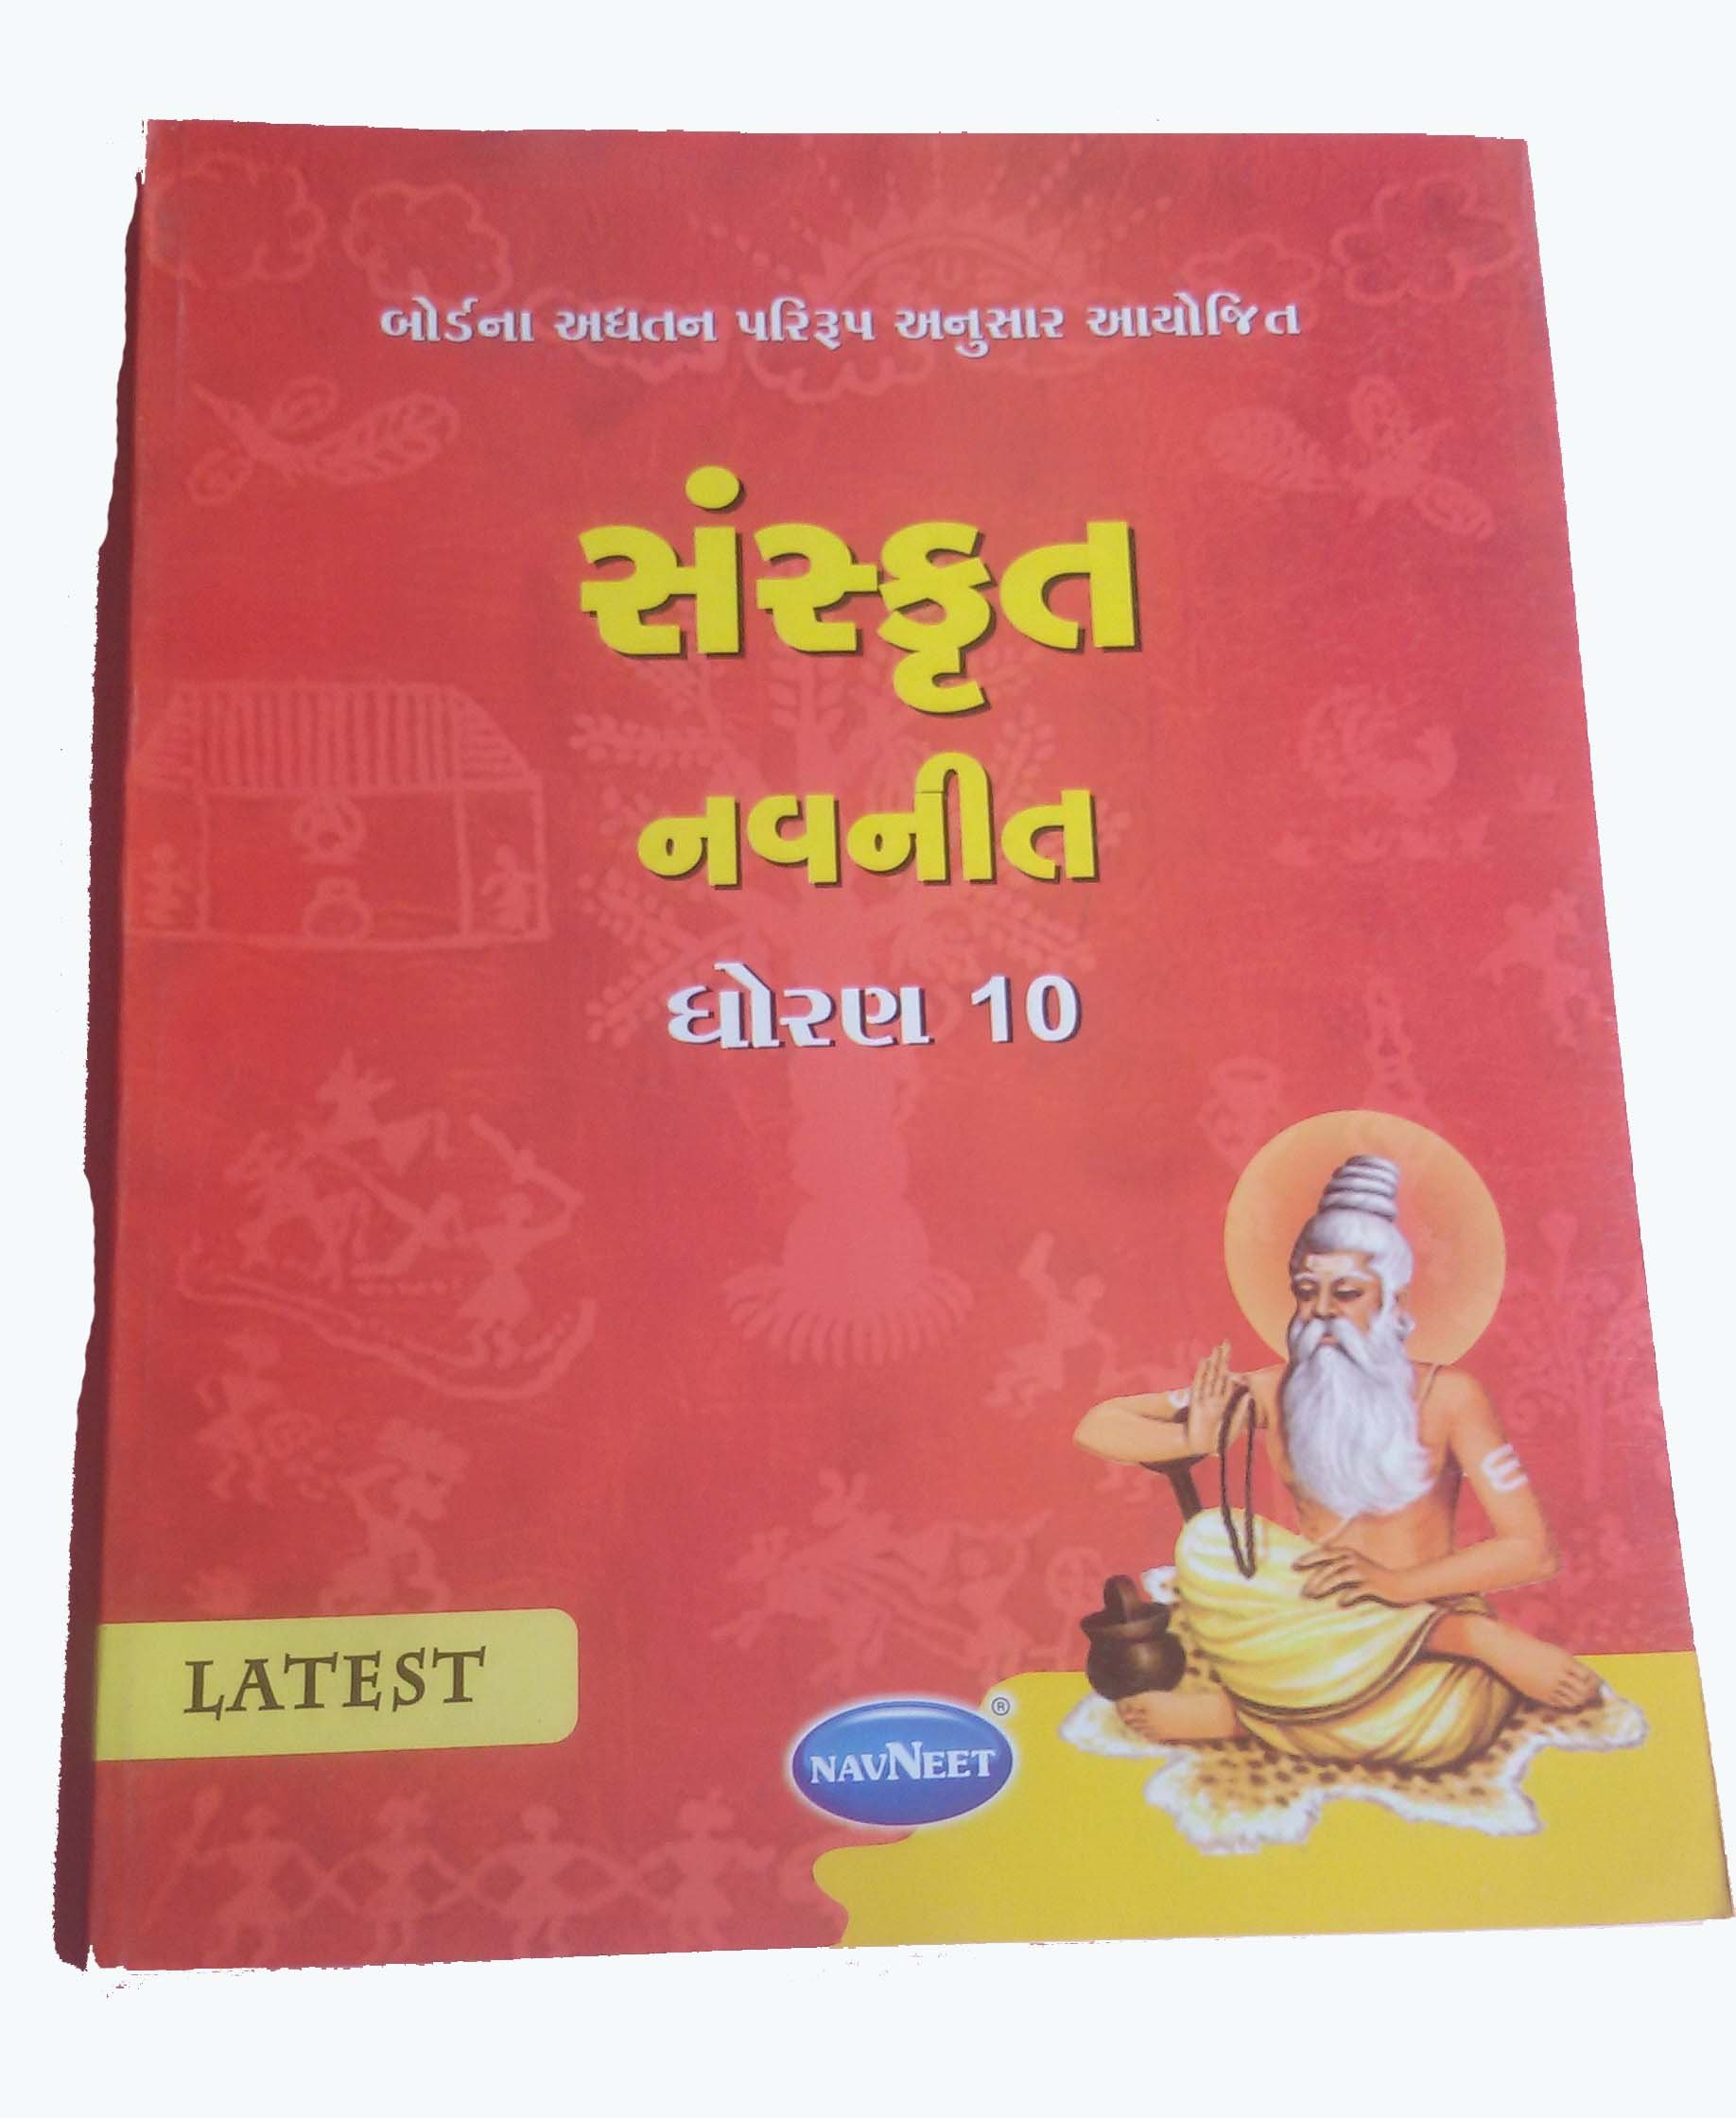 બોર્ડના અદ્યતન પરિરૂપ અનુસાર આયોજિત
સંસ્કૃત
નવનીત
ધોરણ 10
LATEST
NAVNEET ®